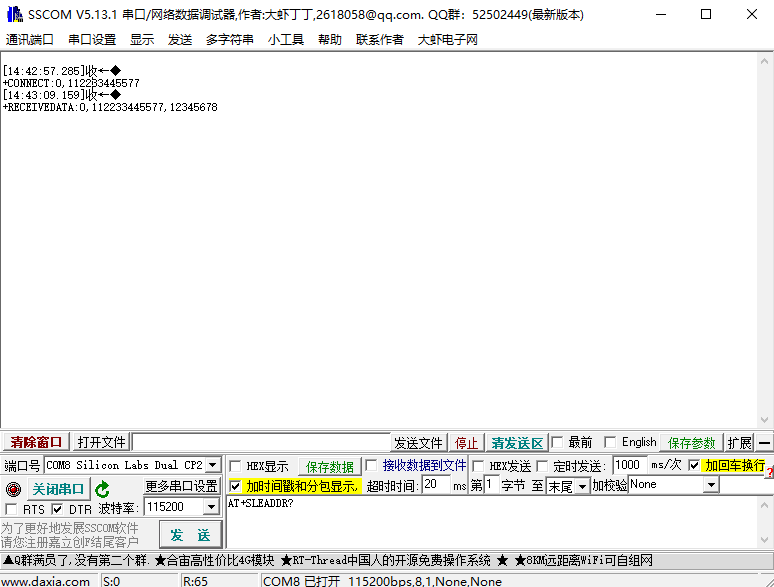 SSCOM V5.13.1 串口/网络数据调试器,作者:大虾丁丁,2618058@qq.com. QQ群: 52502449(最新版本)
通讯端口 串口设置 显示 发送 多字符串 小工具 帮助 联系作者 大虾电子网
[14:42:57.285]收←◆
+CONNECT:0,112233445577
[14:43:09.159]收←◆
+RECEIVEDATA:0,112233445577,12345678
清除窗口 打开文件 发送文件 停止 清发送区 最前 English 保存参数 扩展 —
端口号 COM8 Silicon Labs Dual CP2 HEX显示 保存数据 接收数据到文件 HEX发送 定时发送: 1000 ms/次 加回车换行
关闭串口 更多串口设置 加时间戳和分包显示, 超时时间: 20 ms 第1 字节 至 末尾 加校验 None
RTS DTR 波特率: 115200 AT+SLEADDR?
为了更好地发展SSCOM软件
请您注册嘉立创F结尾客户
发 送
▲Q群满员了,没有第二个群. ★合宙高性价比4G模块 ★RT-Thread中国人的开源免费操作系统 ★ ★8KM远距离WiFi可自组网
www.daxia.com S:0 R:65 COM8 已打开 115200bps,8,1,None,None